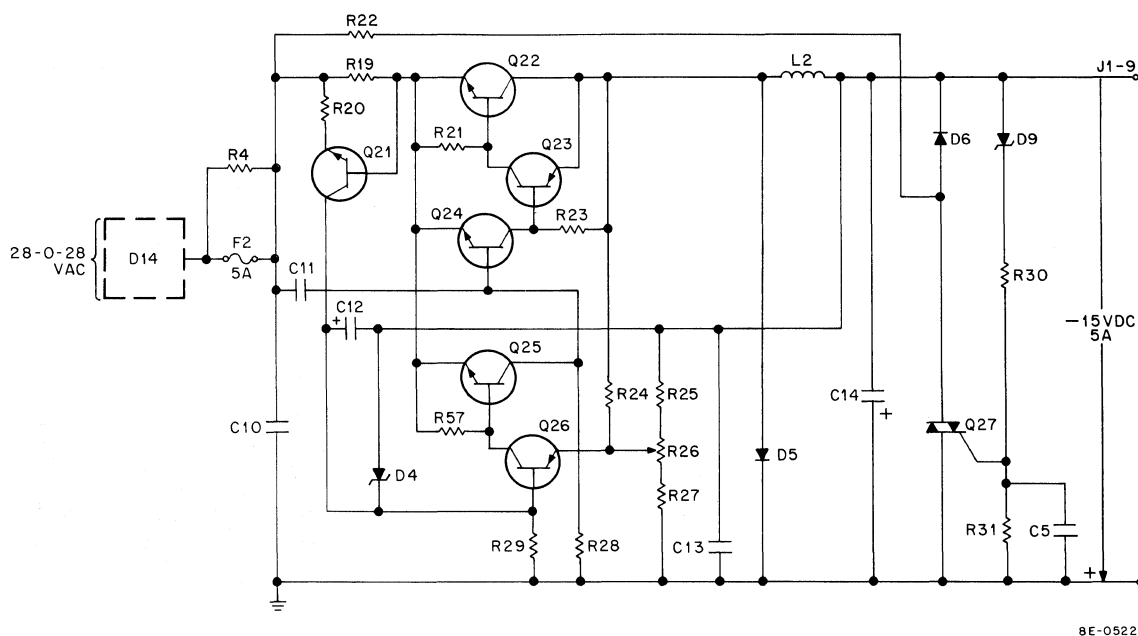 R22
R19
Q22
L2
J1-9
R20
Q21
R21
Q23
D6
D9
R4
Q24
R23
28-0-28
VAC
D14
F2
5A
C11
R30
C12
+
-15VDC
5A
Q25
R24
R25
C14
+
C10
R57
Q26
R26
Q27
D4
D5
R27
R29
R28
C13
R31
C5
+
8E-0522